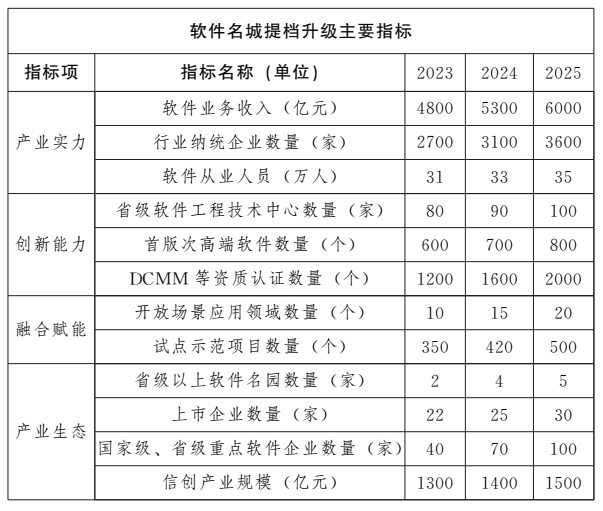 软件名城提档升级主要指标
指标项 指标名称（单位） 2023 2024 2025
产业实力 软件业务收入（亿元） 4800 5300 6000
行业纳统企业数量（家） 2700 3100 3600
软件从业人员（万人） 31 33 35
创新能力 省级软件工程技术中心数量（家） 80 90 100
首版次高端软件数量（个） 600 700 800
DCMM 等资质认证数量（个） 1200 1600 2000
融合赋能 开放场景应用领域数量（个） 10 15 20
试点示范项目数量（个） 350 420 500
产业生态 省级以上软件名园数量（家） 2 4 5
上市企业数量（家） 22 25 30
国家级、省级重点软件企业数量（家） 40 70 100
信创产业规模（亿元） 1300 1400 1500